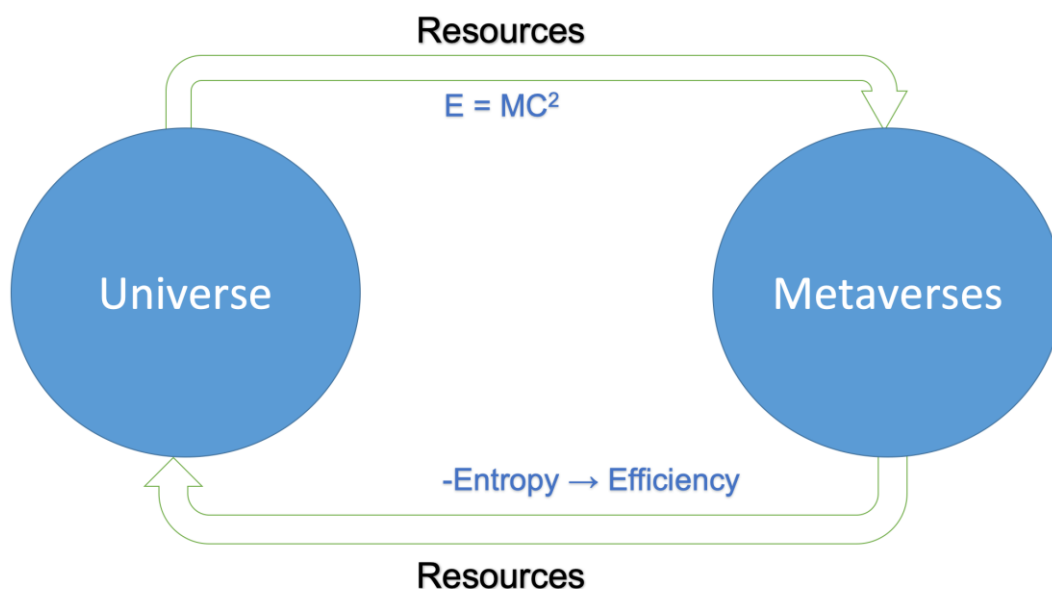 Resources
E = MC²
Universe
Metaverses
-Entropy → Efficiency
Resources